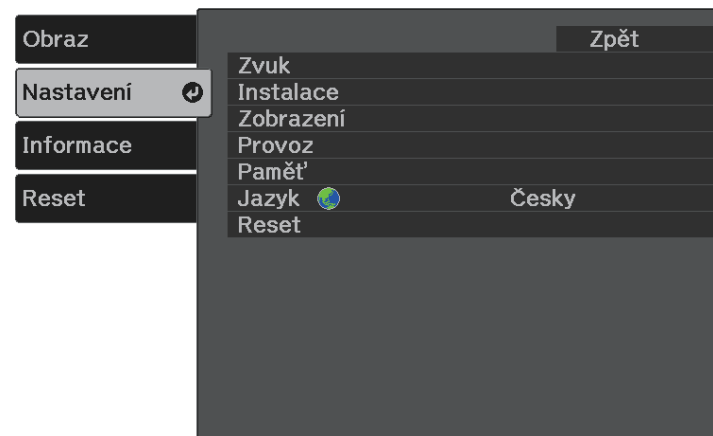 Obraz
Nastavení
Informace
Reset
Zpět
Zvuk
Instalace
Zobrazení
Provoz
Paměť
Jazyk Česky
Reset